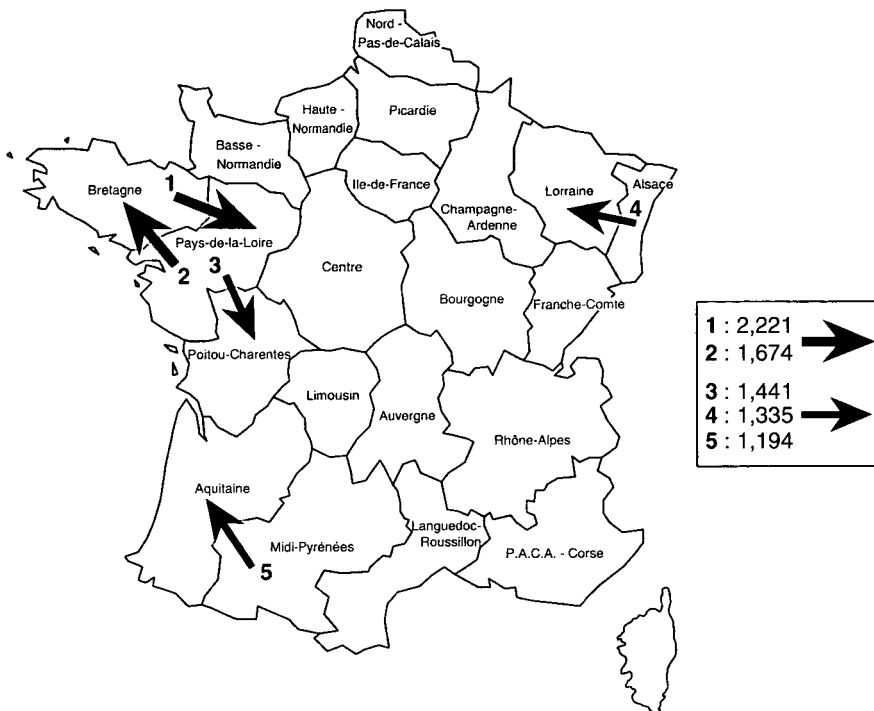 Nord -
Pas-de-Calais
Haute -
Normandie
Picardie
Basse -
Normandie
Bretagne
1
Ile-de-France
Lorraine
Alsace
4
Champagne-
Ardenne
Pays-de-la-Loire
2
3
Centre
Bourgogne
Franche-Comté
Poitou-Charentes
Limousin
Auvergne
Rhône-Alpes
Aquitaine
Midi-Pyrénées
5
Languedoc-
Roussillon
P.A.C.A. - Corse
1 : 2,221
2 : 1,674
3 : 1,441
4 : 1,335
5 : 1,194